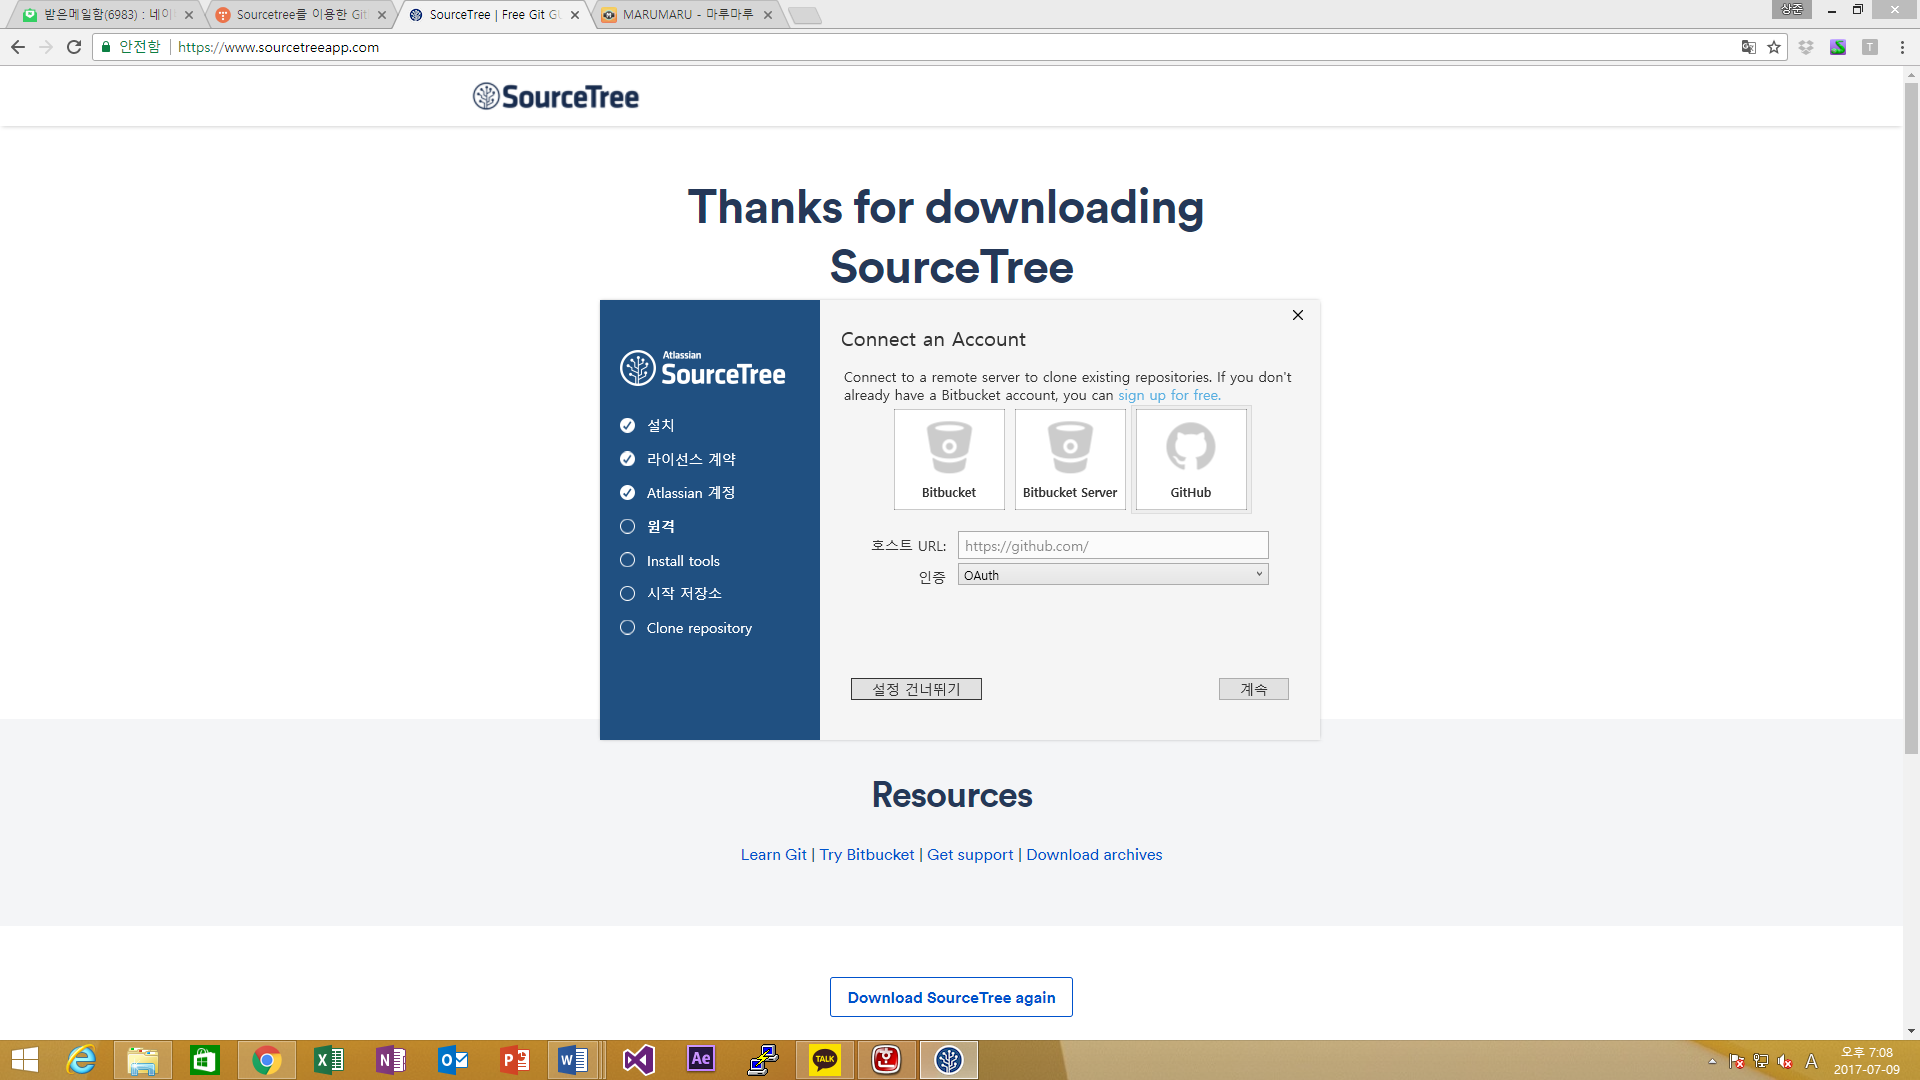 받은메일함(6983) : 네이
Sourcetree를 이용한 Git
SourceTree | Free Git GU
MARUMARU - 마루마루
상준
안전함
https://www.sourcetreeapp.com
T
SourceTree
Thanks for downloading
SourceTree
Atlassian
SourceTree
설치
라이선스 계약
Atlassian 계정
원격
Install tools
시작 저장소
Clone repository
Connect an Account
Connect to a remote server to clone existing repositories. If you don't
already have a Bitbucket account, you can sign up for free.
Bitbucket
Bitbucket Server
GitHub
호스트 URL:
https://github.com/
인증
OAuth
설정 건너뛰기
계속
Resources
Learn Git | Try Bitbucket | Get support | Download archives
Download SourceTree again
Ae
TALK
A
오후 7:08
2017-07-09